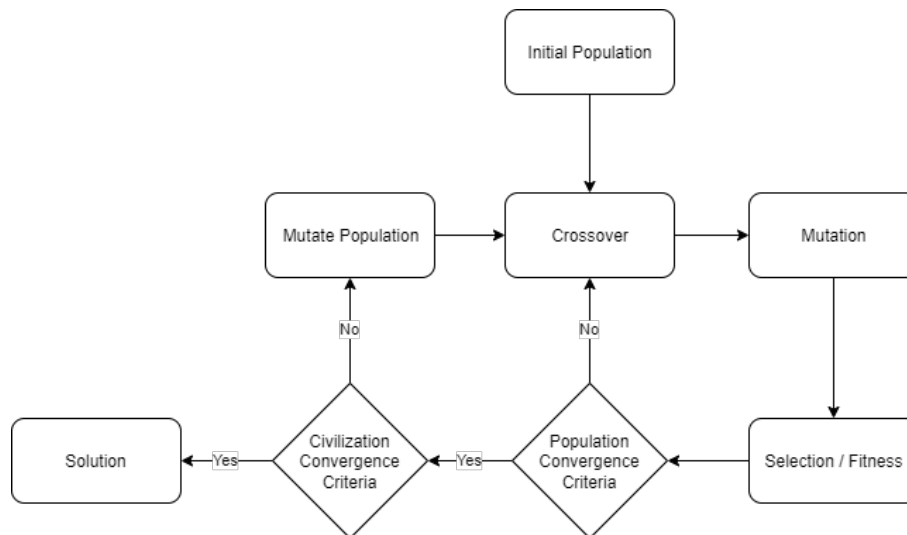 Initial Population
Mutate Population
Crossover
Mutation
No
No
Solution
Yes
Civilization
Convergence
Criteria
Yes
Population
Convergence
Criteria
Selection / Fitness